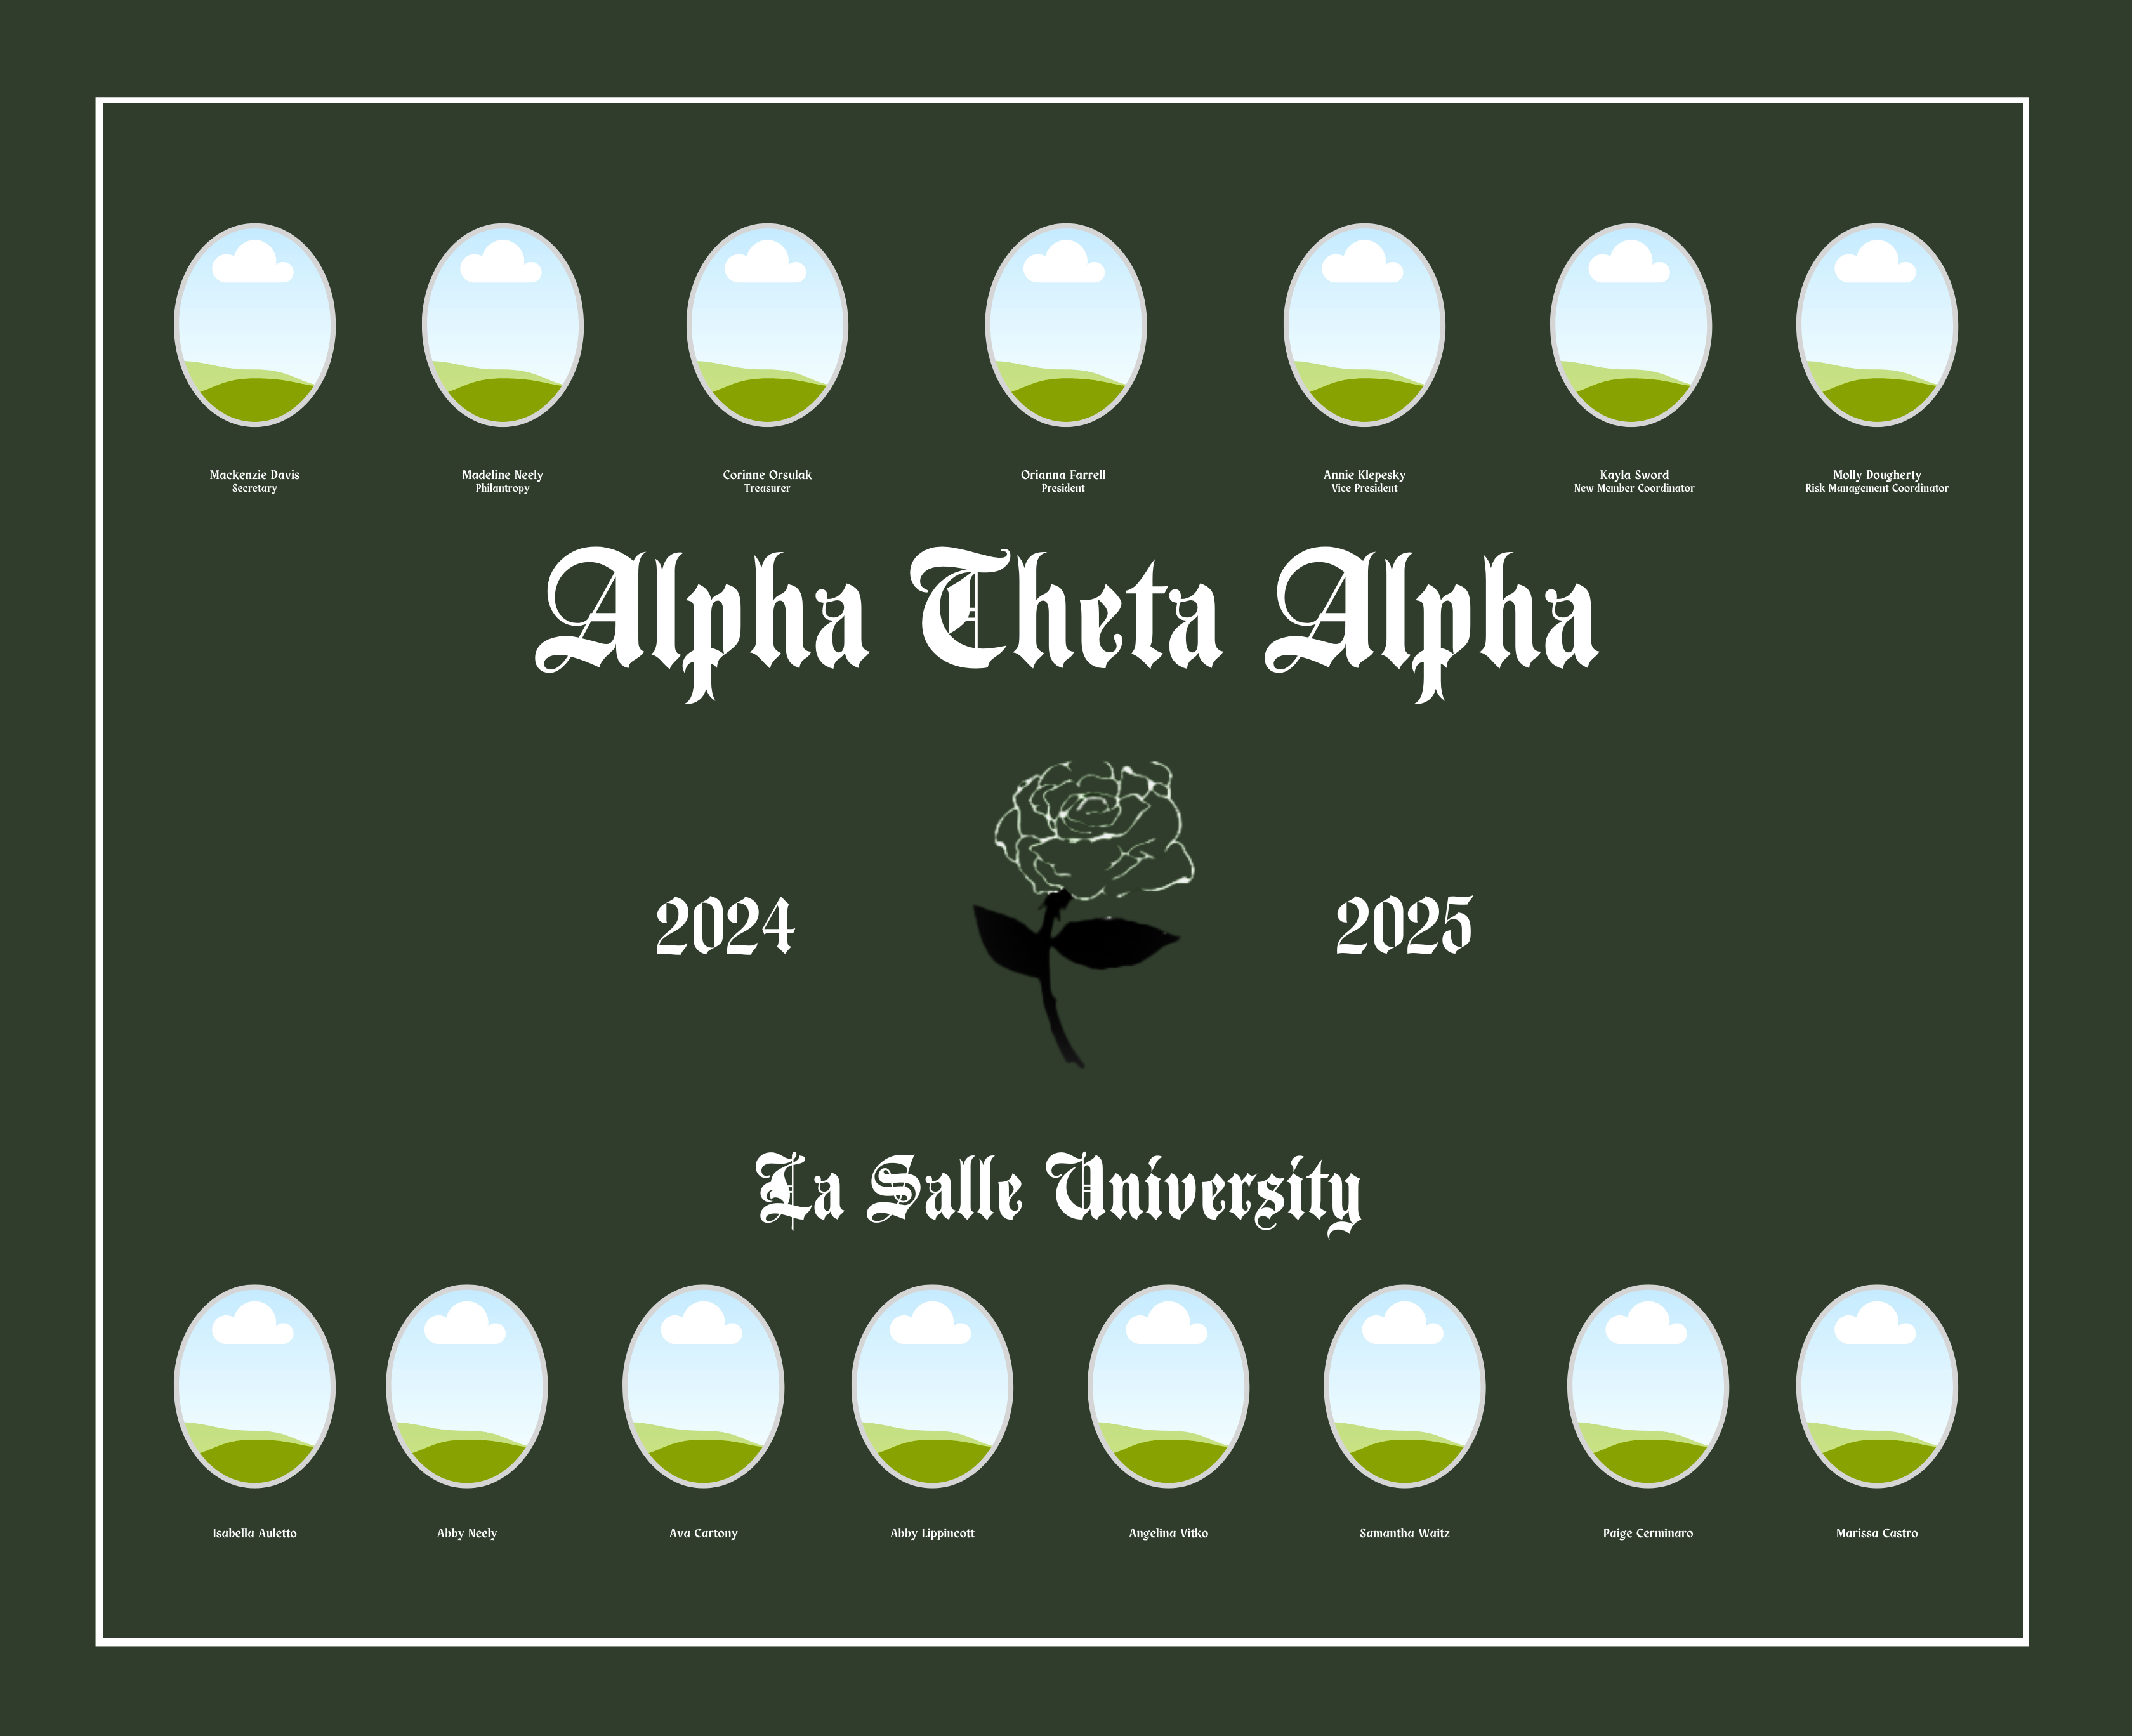 Mackenzie Davis
Secretary
Madeline Neely
Philantropy
Corinne Orsulak
Treasurer
Orianna Farrell
President
Annie Klepesky
Vice President
Kayla Sword
New Member Coordinator
Molly Dougherty
Risk Management Coordinator
Alpha Theta Alpha
2024
2025
La Salle University
Isabella Auletto
Abby Neely
Ava Cartony
Abby Lippincott
Angelina Vitko
Samantha Waitz
Paige Cerminaro
Marissa Castro